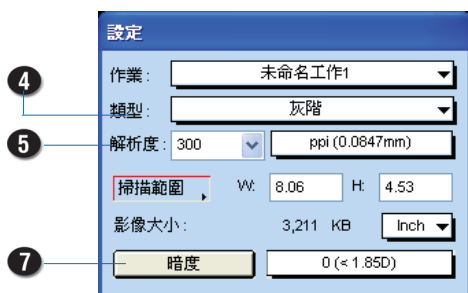 設定
作業： 未命名工作1
4
類型： 灰階
5 解析度： 300 ppi (0.0847mm)
掃描範圍 W: 8.06 H: 4.53
影像大小： 3,211 KB Inch
7 暗度 0 (< 1.85D)